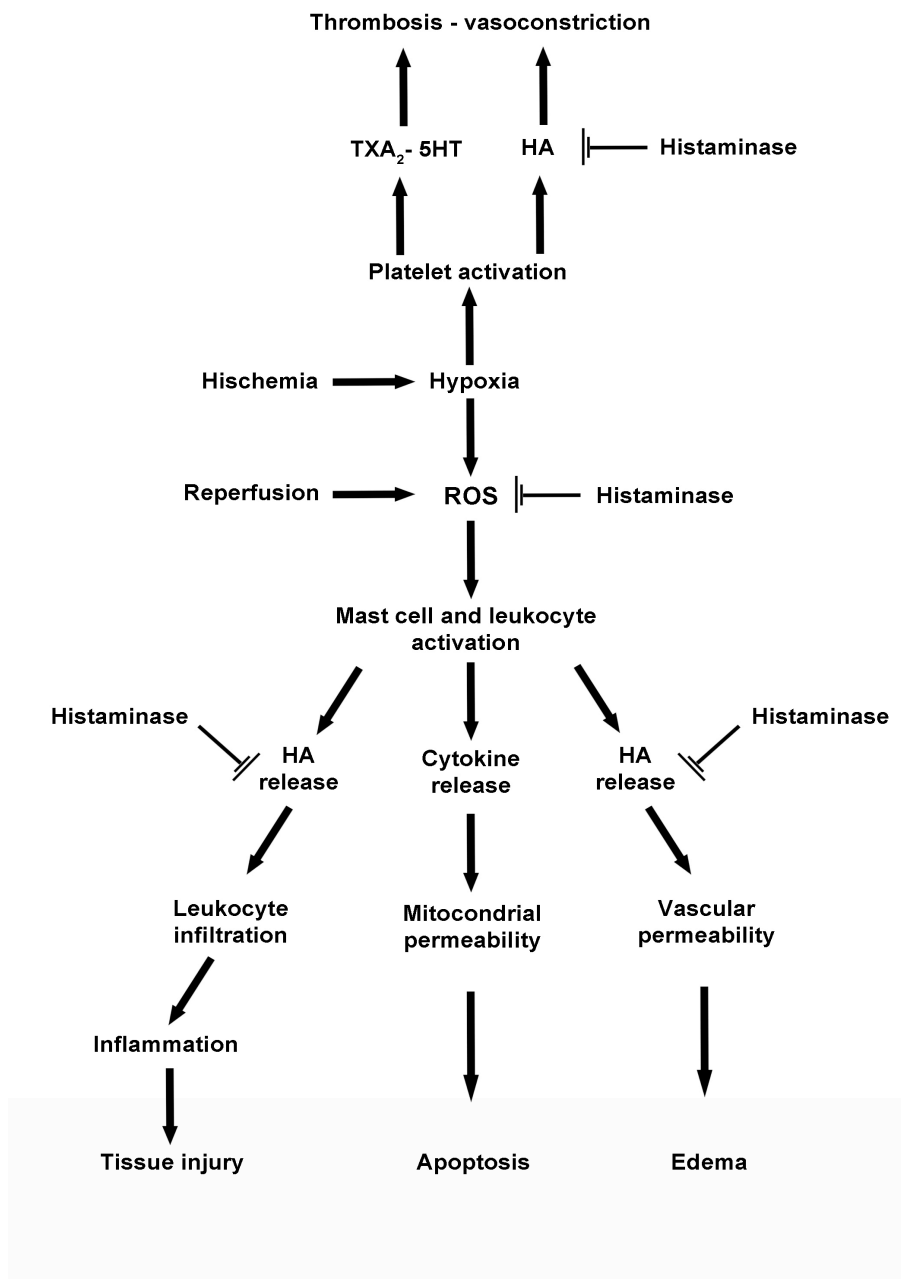 Thrombosis - vasoconstriction
TXA2- 5HT
HA
Histaminase
Platelet activation
Hischemia
Hypoxia
Reperfusion
ROS
Histaminase
Mast cell and leukocyte
activation
Histaminase
HA
release
Cytokine
release
HA
release
Histaminase
Leukocyte
infiltration
Mitocondrial
permeability
Vascular
permeability
Inflammation
Tissue injury
Apoptosis
Edema